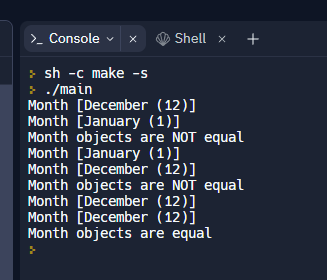 Console
Shell
sh -c make -s
./main
Month [December (12)]
Month [January (1)]
Month objects are NOT equal
Month [January (1)]
Month [December (12)]
Month objects are NOT equal
Month [December (12)]
Month [December (12)]
Month objects are equal